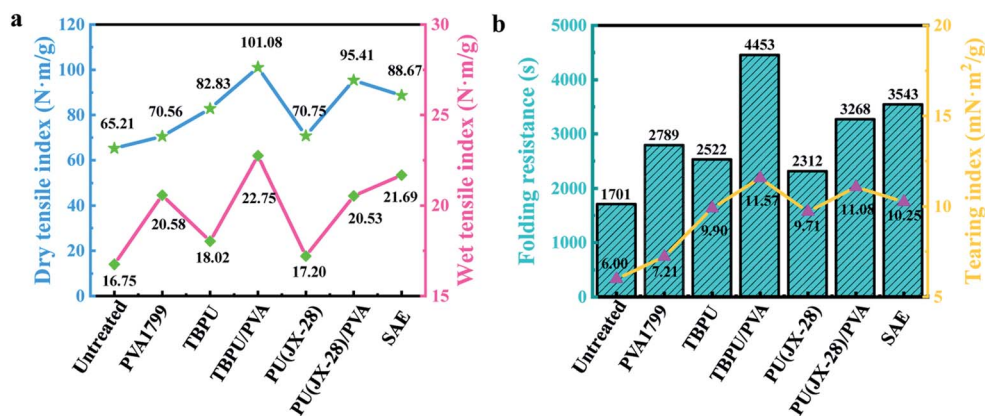 a
Dry tensile index (N·m/g)
120
100
80
60
40
20
0
65.21
70.56
82.83
101.08
70.75
95.41
88.67
16.75
20.58
18.02
22.75
17.20
20.53
21.69
30
25
20
15
Wet tensile index (N·m/g)
Untreated
PVA1799
TBPU
TBPU/PVA
PU(JX-28)
PU(JX-28)/PVA
SAE
b
Folding resistance (s)
5000
4000
3000
2000
1000
0
1701
2789
2522
4453
2312
3268
3543
6.00
7.21
9.90
11.57
9.71
11.08
10.25
20
15
10
5
Tearing index (mN·m²/g)
Untreated
PVA1799
TBPU
TBPU/PVA
PU(JX-28)
PU(JX-28)/PVA
SAE